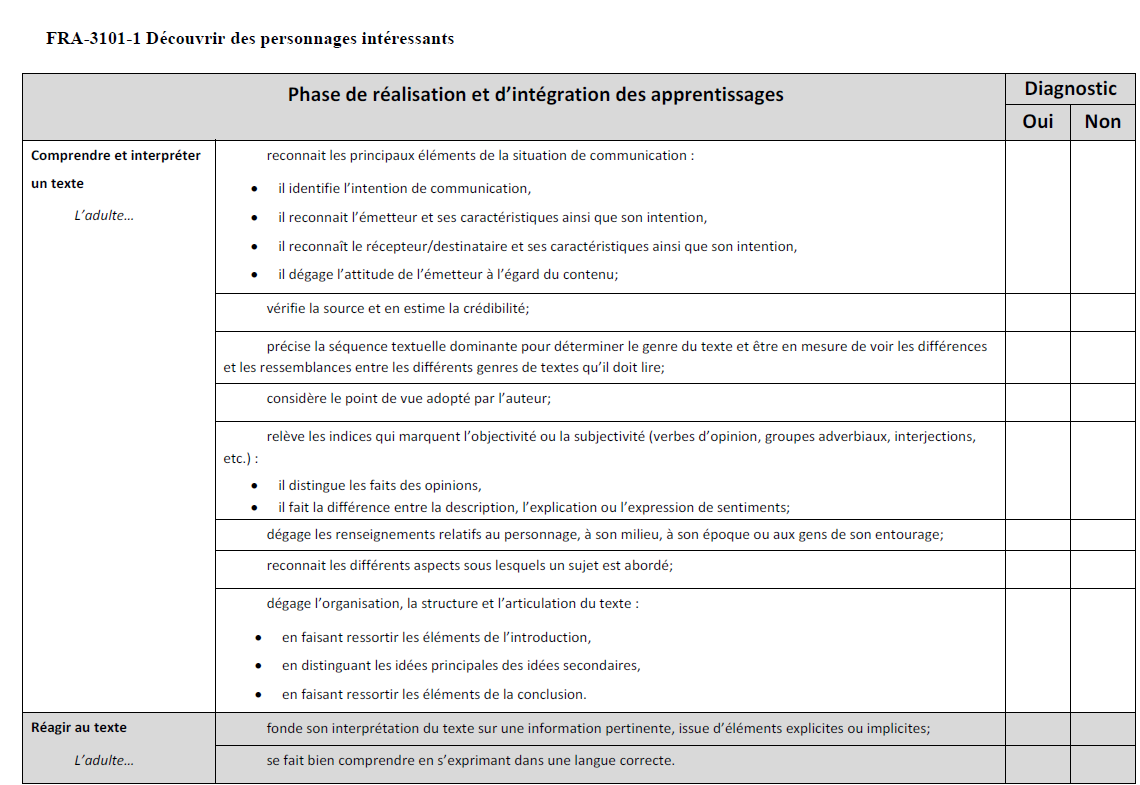 FRA-3101-1 Découvrir des personnages intéressants
Phase de réalisation et d’intégration des apprentissages
Diagnostic
Oui Non
Comprendre et interpréter
un texte
L’adulte…
reconnait les principaux éléments de la situation de communication :
• il identifie l’intention de communication,
• il reconnait l’émetteur et ses caractéristiques ainsi que son intention,
• il reconnaît le récepteur/destinataire et ses caractéristiques ainsi que son intention,
• il dégage l’attitude de l’émetteur à l’égard du contenu;
vérifie la source et en estime la crédibilité;
précise la séquence textuelle dominante pour déterminer le genre du texte et être en mesure de voir les différences
et les ressemblances entre les différents genres de textes qu’il doit lire;
considère le point de vue adopté par l’auteur;
relève les indices qui marquent l’objectivité ou la subjectivité (verbes d’opinion, groupes adverbiaux, interjections,
etc.) :
• il distingue les faits des opinions,
• il fait la différence entre la description, l’explication ou l’expression de sentiments;
dégage les renseignements relatifs au personnage, à son milieu, à son époque ou aux gens de son entourage;
reconnait les différents aspects sous lesquels un sujet est abordé;
dégage l’organisation, la structure et l’articulation du texte :
• en faisant ressortir les éléments de l’introduction,
• en distinguant les idées principales des idées secondaires,
• en faisant ressortir les éléments de la conclusion.
Réagir au texte
L’adulte…
fonde son interprétation du texte sur une information pertinente, issue d’éléments explicites ou implicites;
se fait bien comprendre en s’exprimant dans une langue correcte.